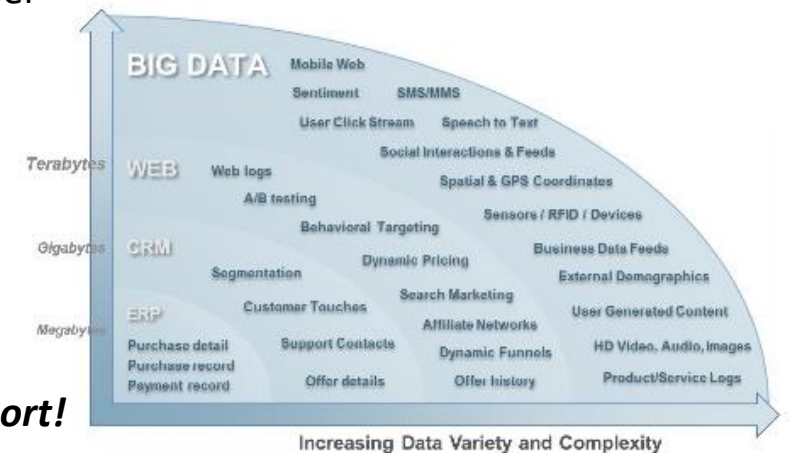 er
BIG DATA
Mobile Web
Sentiment SMS/MMS
User Click Stream Speech to Text
Social Interactions & Feeds
Terabytes
WEB
Web logs
Spatial & GPS Coordinates
A/B testing
Sensors / RFID / Devices
Behavioral Targeting
Gigabytes
CRM
Business Data Feeds
Dynamic Pricing
Segmentation
External Demographics
Search Marketing
Customer Touches
User Generated Content
ERP
Affiliate Networks
Megabytes
Purchase detail
Support Contacts
Dynamic Funnels
HD Video, Audio, Images
Purchase record
Payment record
Offer details
Offer history
Product/Service Logs
ort!
Increasing Data Variety and Complexity